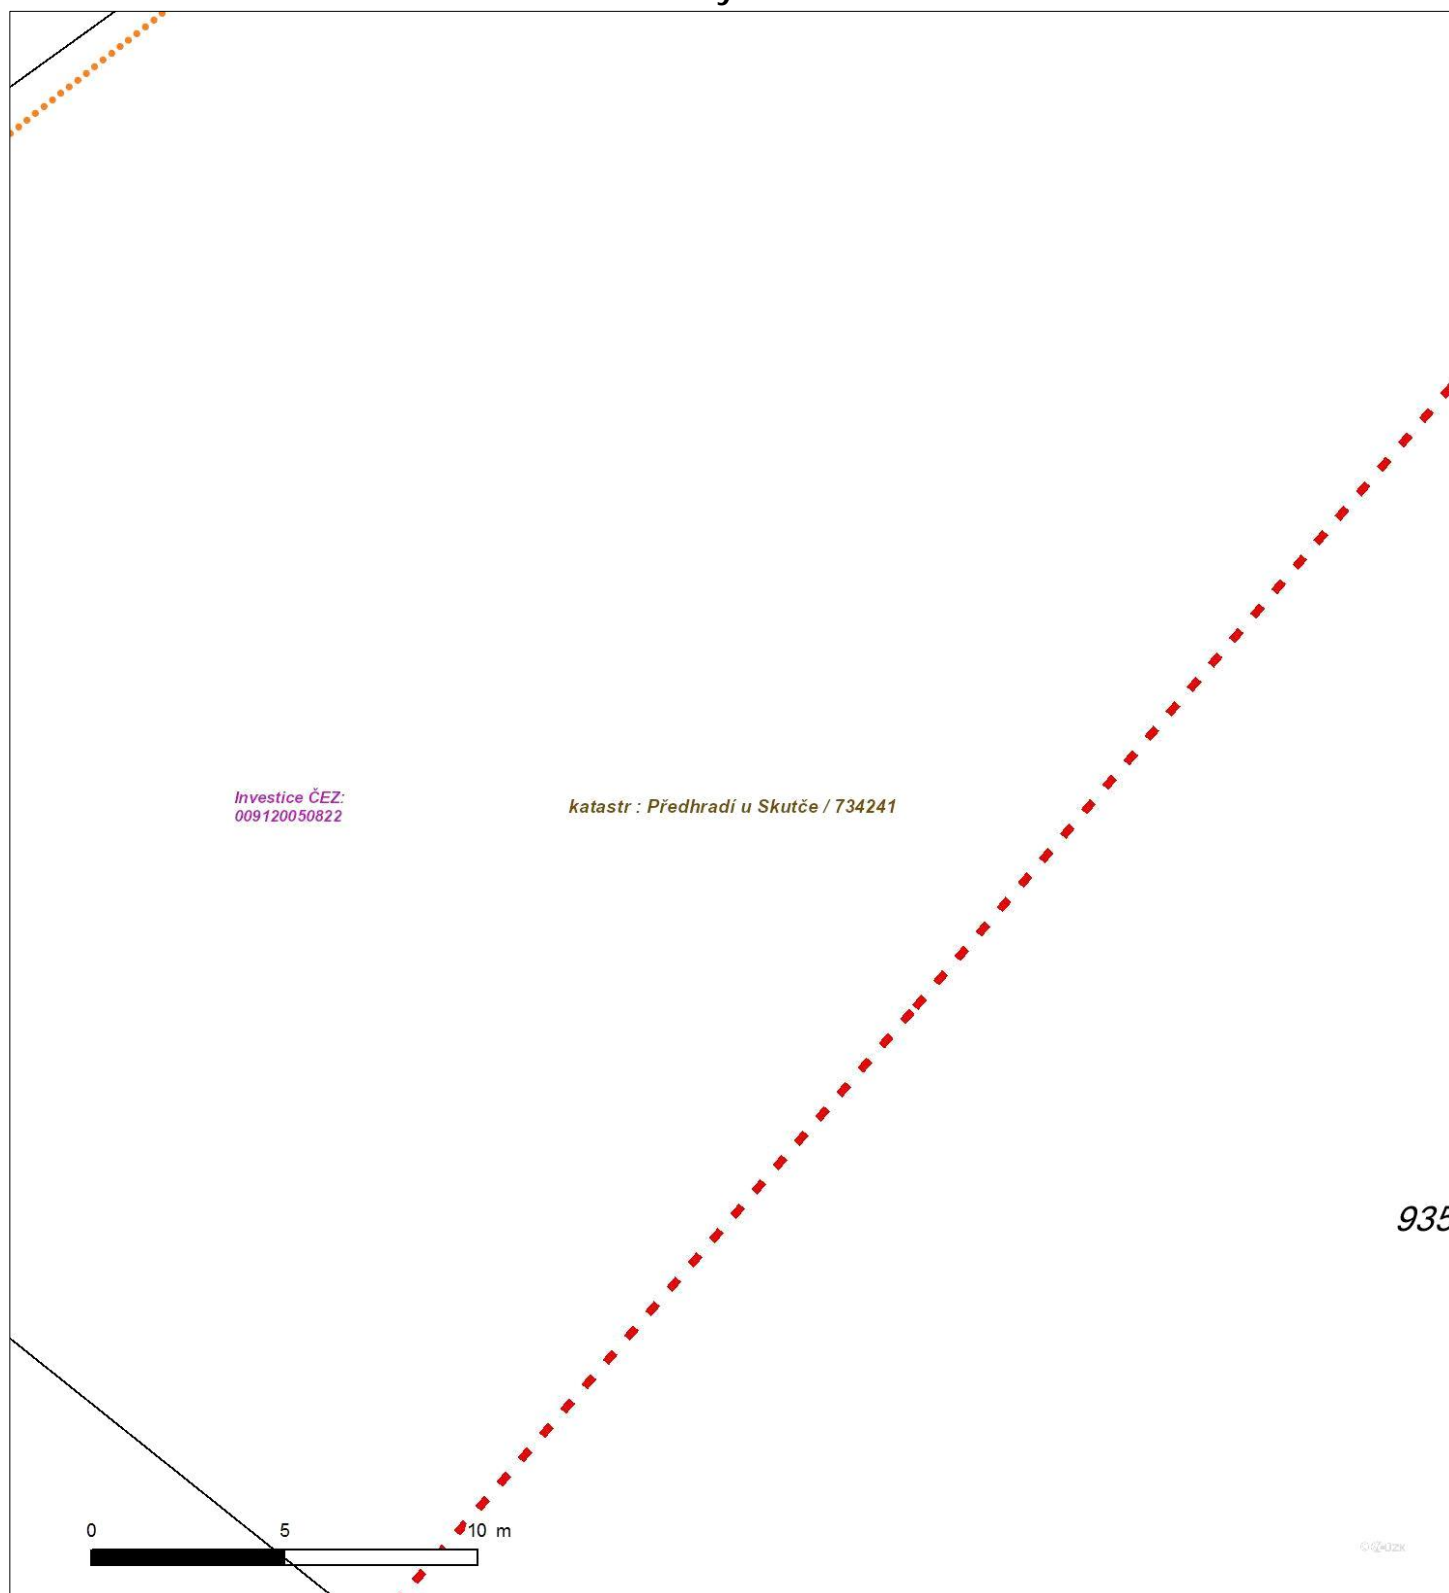 Investice ČEZ:
009120050822
katastr : Předhradí u Skutče / 734241
935
0 5 10 m